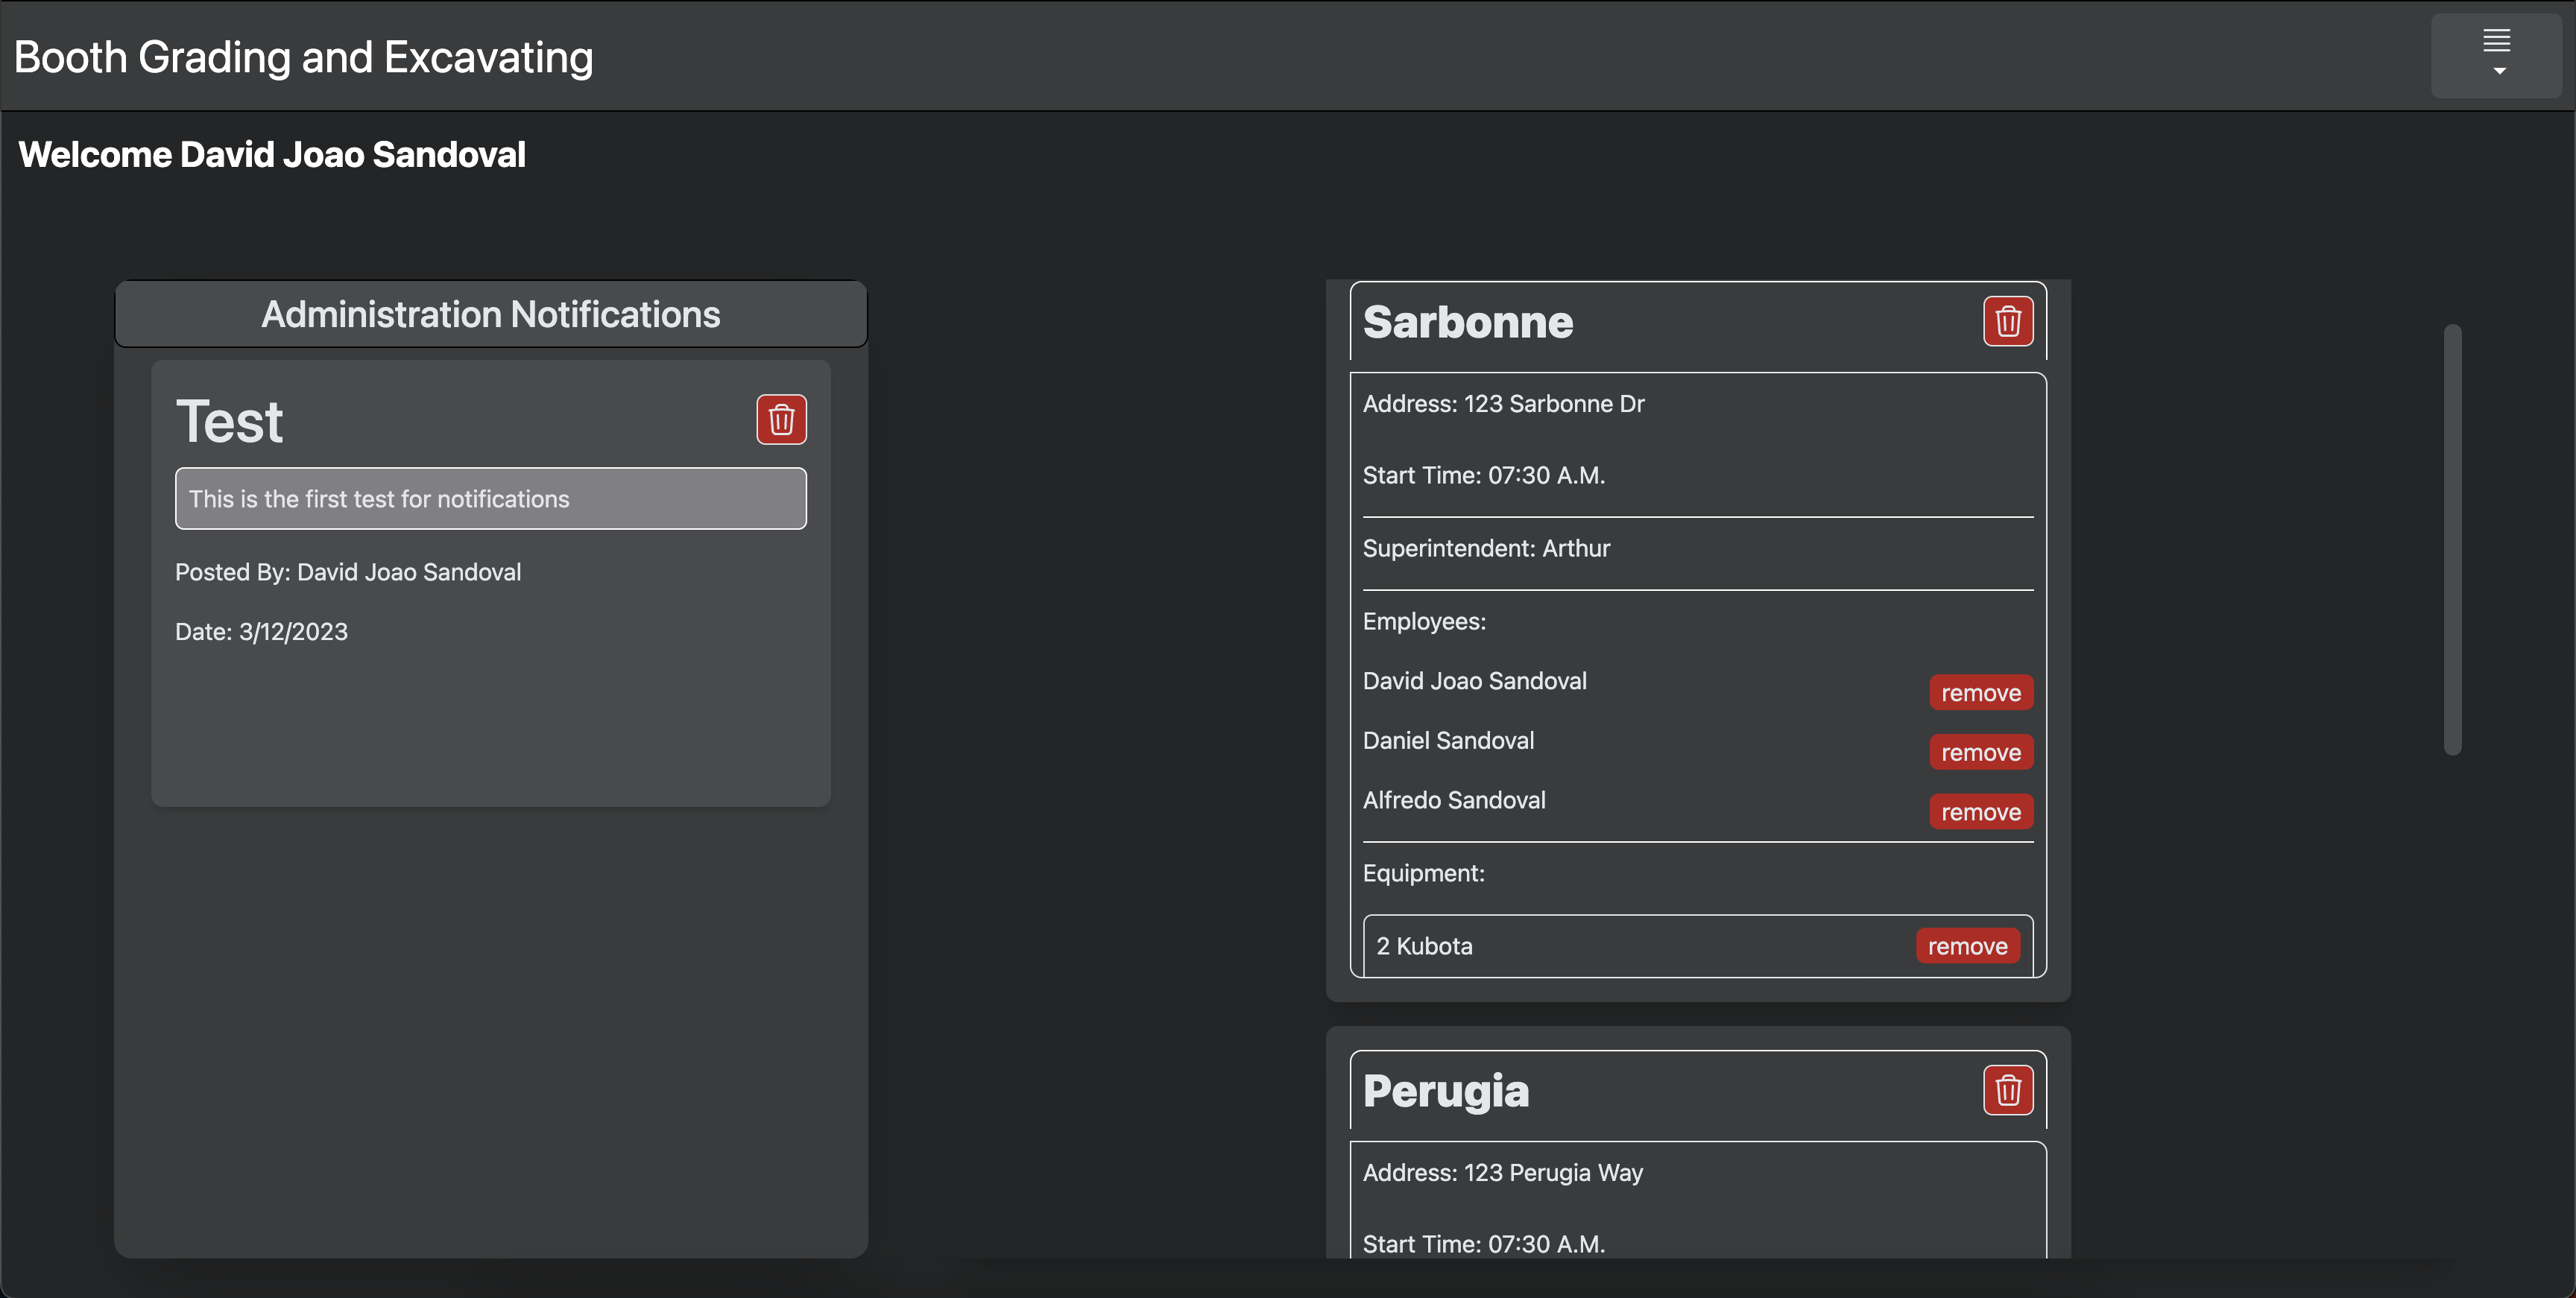 Booth Grading and Excavating
Welcome David Joao Sandoval
Administration Notifications
Test
This is the first test for notifications
Posted By: David Joao Sandoval
Date: 3/12/2023
Sarbonne
Address: 123 Sarbonne Dr
Start Time: 07:30 A.M.
Superintendent: Arthur
Employees:
David Joao Sandoval remove
Daniel Sandoval remove
Alfredo Sandoval remove
Equipment:
2 Kubota remove
Perugia
Address: 123 Perugia Way
Start Time: 07:30 A.M.